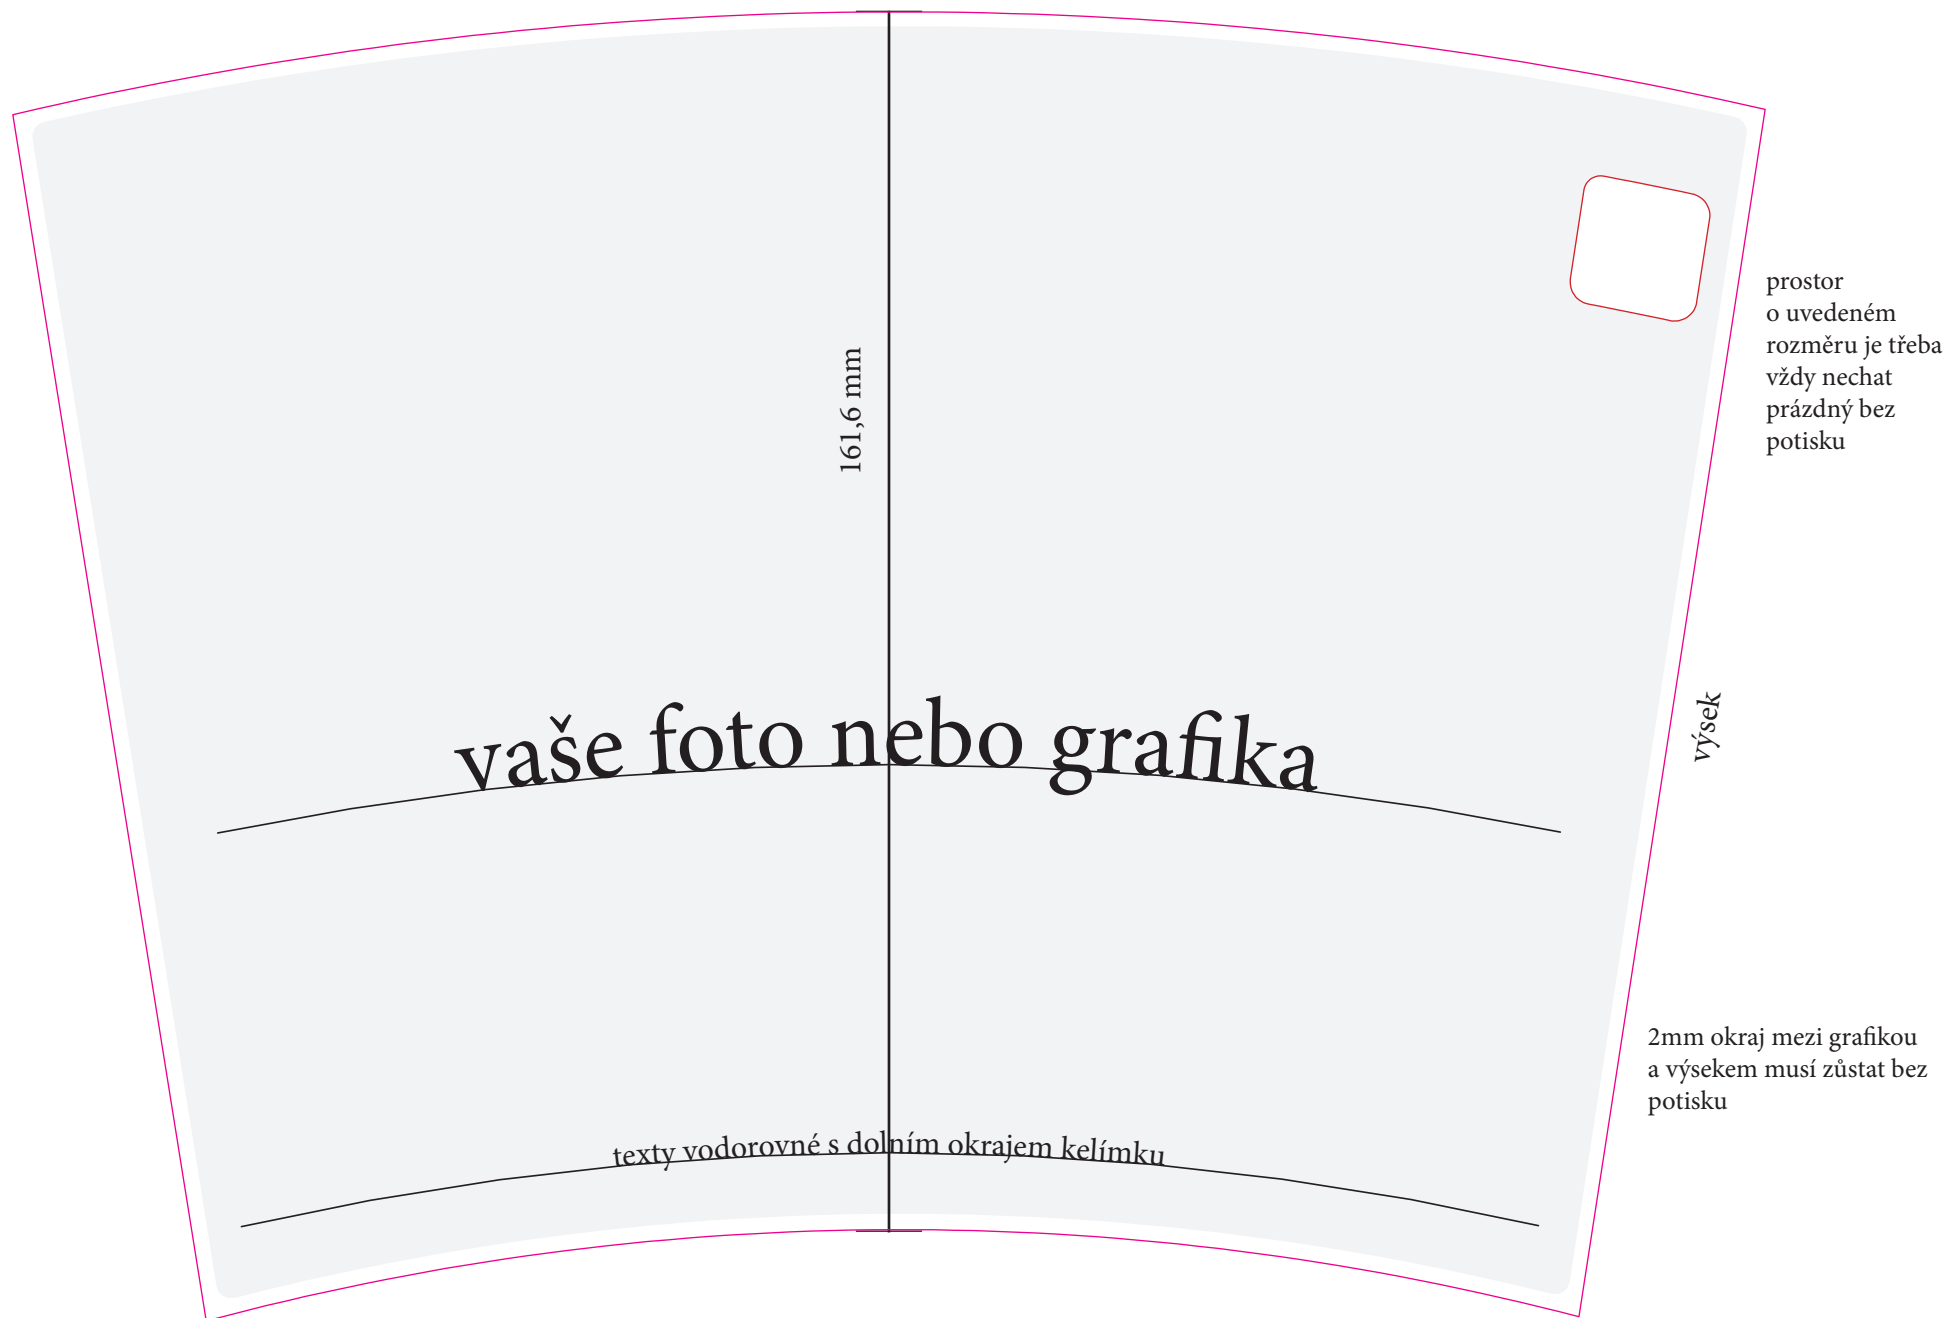 prostor
o uvedeném
rozměru je třeba
vždy nechat
prázdný bez
potisku
161,6 mm
vaše foto nebo grafika
výsek
2mm okraj mezi grafikou
a výsekem musí zůstat bez
potisku
texty vodorovné s dolním okrajem kelímku